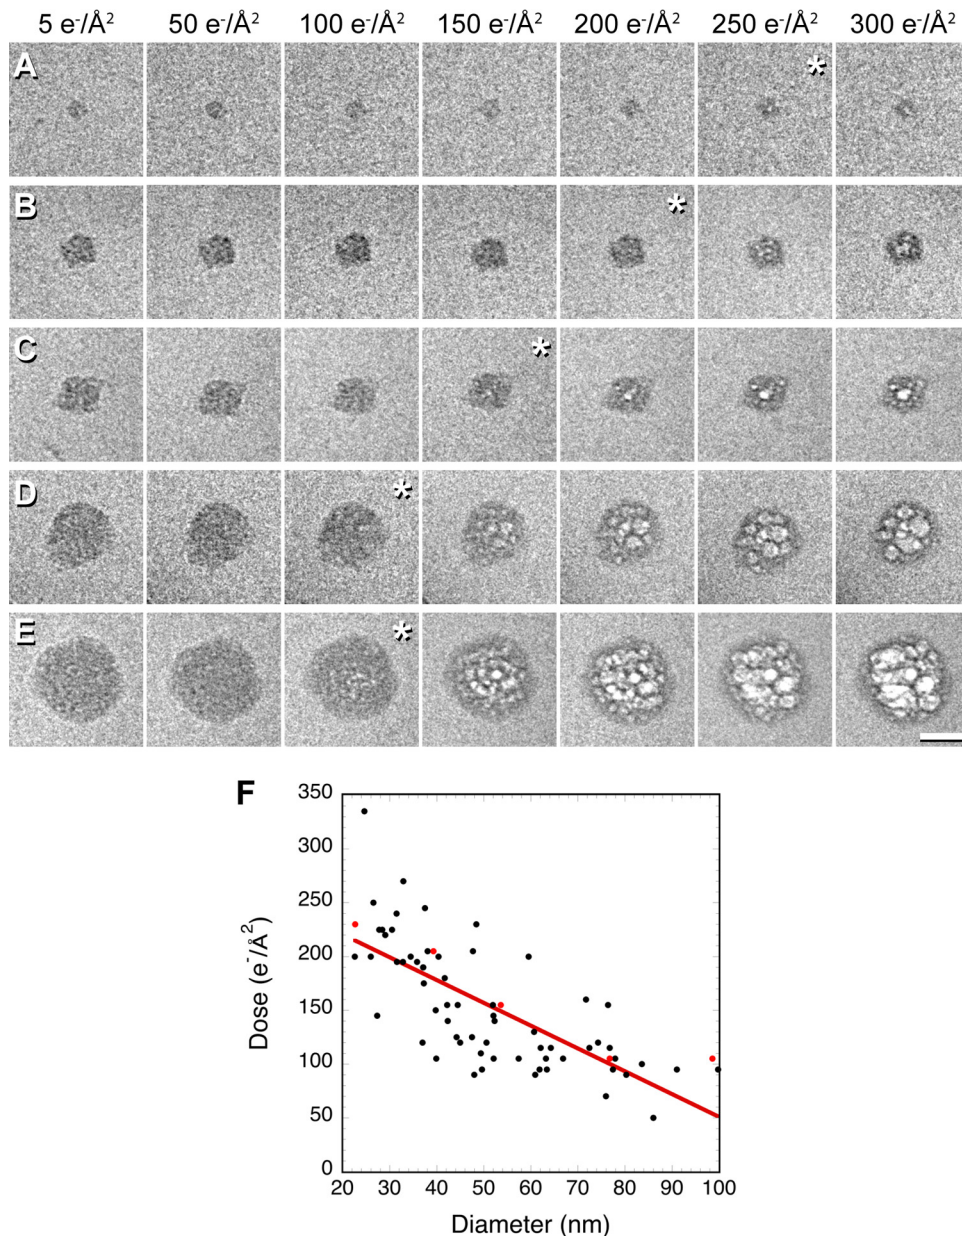 5 e⁻/Å² 50 e⁻/Å² 100 e⁻/Å² 150 e⁻/Å² 200 e⁻/Å² 250 e⁻/Å² 300 e⁻/Å²
A *
B *
C *
D *
E *
F
350
300
250
200
150
100
50
0
Dose (e⁻/Å²)
20 30 40 50 60 70 80 90 100
Diameter (nm)